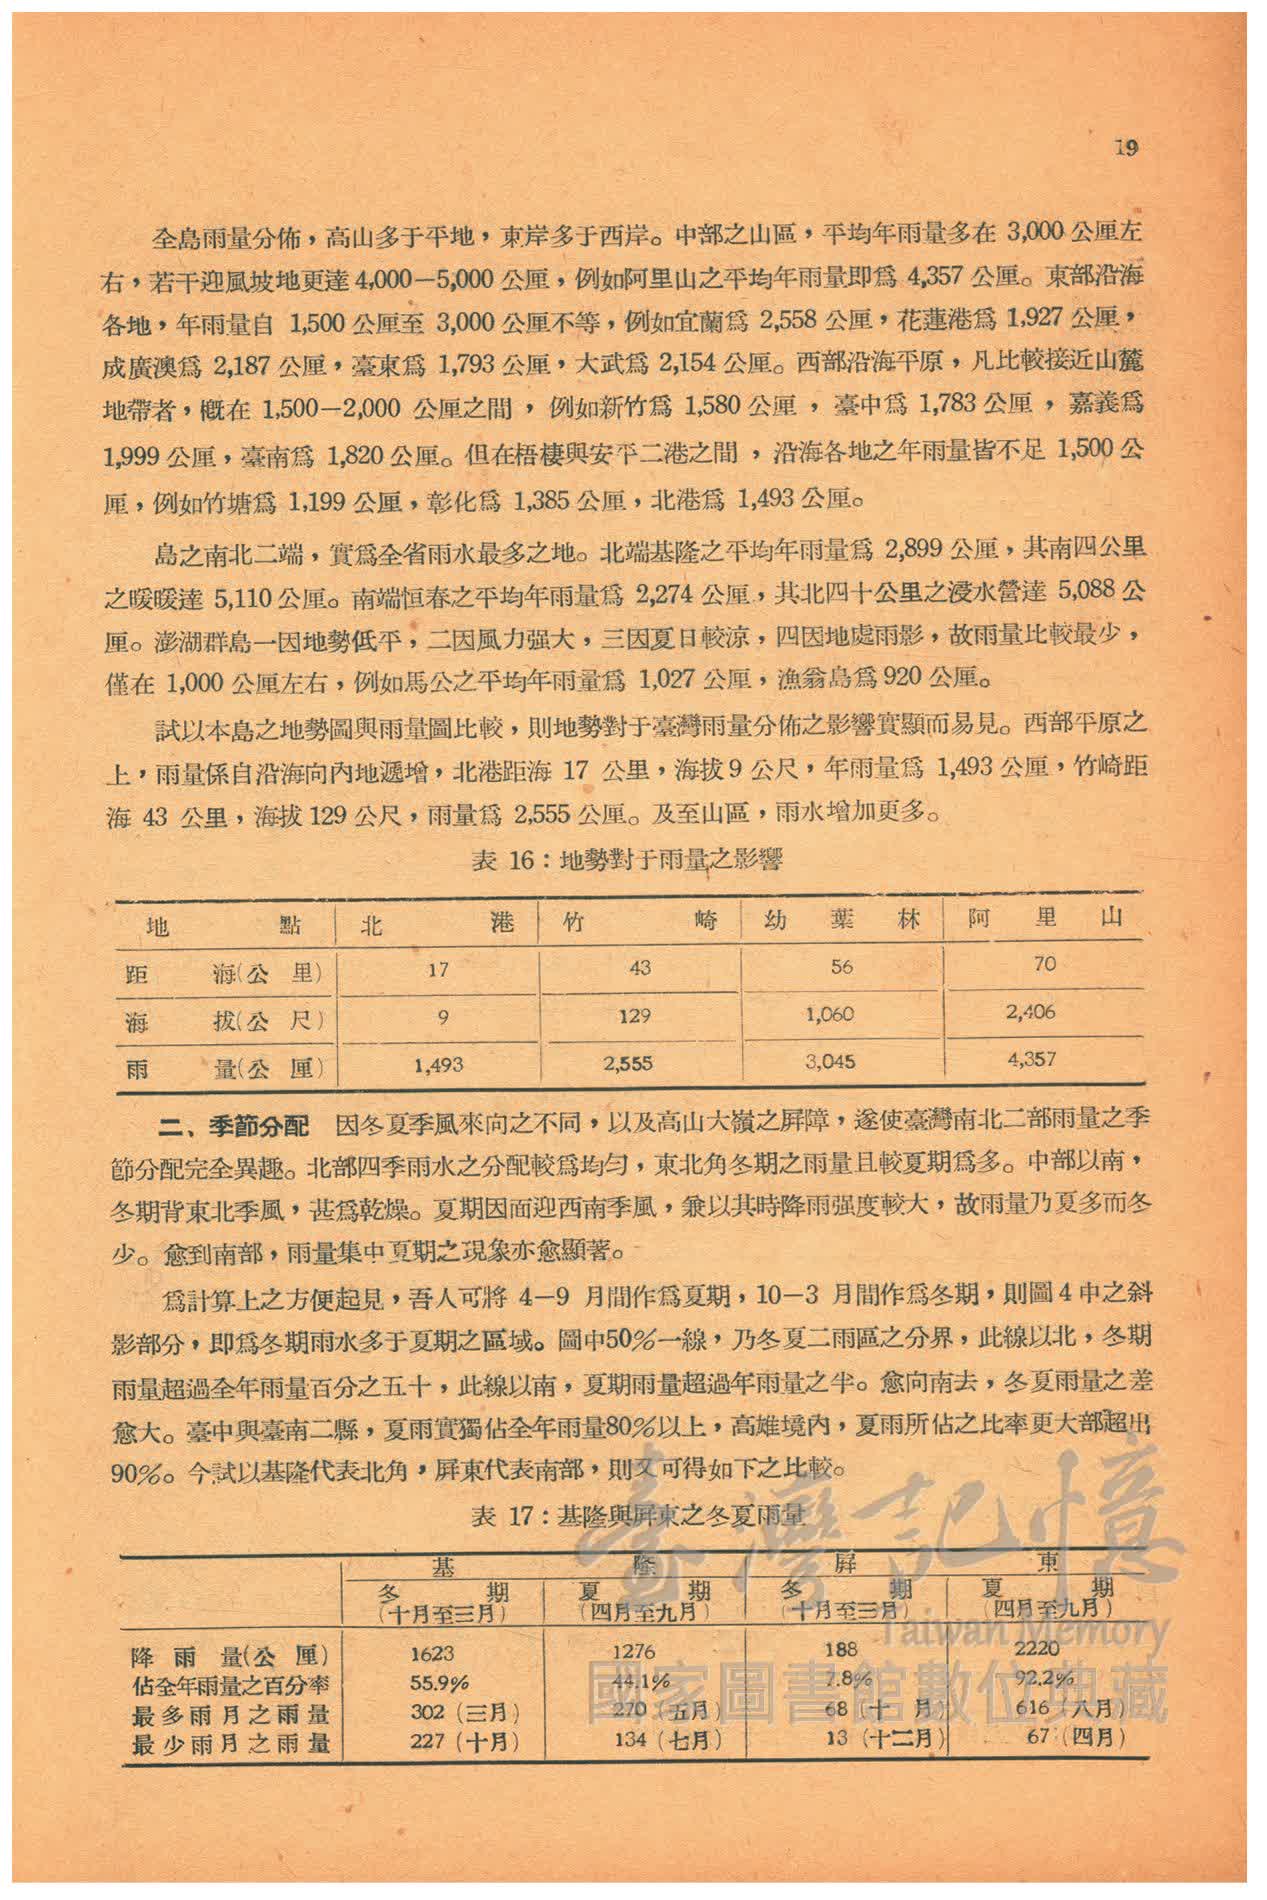 19
全島雨量分佈，高山多于平地，東岸多于西岸。中部之山區，平均年雨量多在 3,000 公厘左
右，若干迎風坡地更達 4,000—5,000 公厘，例如阿里山之平均年雨量即爲 4,357 公厘。東部沿海
各地，年雨量自 1,500 公厘至 3,000 公厘不等，例如宜蘭爲 2,558 公厘，花蓮港爲 1,927 公厘，
成廣澳爲 2,187 公厘，臺東爲 1,793 公厘，大武爲 2,154 公厘。西部沿海平原，凡比較接近山麓
地帶者，槪在 1,500—2,000 公厘之間，例如新竹爲 1,580 公厘，臺中爲 1,783 公厘，嘉義爲
1,999 公厘，臺南爲 1,820 公厘。但在梧棲與安平二港之間，沿海各地之年雨量皆不足 1,500 公
厘，例如竹塘爲 1,199 公厘，彰化爲 1,385 公厘，北港爲 1,493 公厘。
島之南北二端，實爲全省雨水最多之地。北端基隆之平均年雨量爲 2,899 公厘，其南四公里
之暖暖達 5,110 公厘。南端恒春之平均年雨量爲 2,274 公厘，其北四十公里之浸水營達 5,088 公
厘。澎湖群島一因地勢低平，二因風力强大，三因夏日較涼，四因地處雨影，故雨量比較最少，
僅在 1,000 公厘左右，例如馬公之平均年雨量爲 1,027 公厘，漁翁島爲 920 公厘。
試以本島之地勢圖與雨量圖比較，則地勢對于臺灣雨量分佈之影響實顯而易見。西部平原之
上，雨量係自沿海向內地遞增，北港距海 17 公里，海拔 9 公尺，年雨量爲 1,493 公厘，竹崎距
海 43 公里，海拔 129 公尺，雨量爲 2,555 公厘。及至山區，雨水增加更多。
表 16：地勢對于雨量之影響
地點 北港 竹崎 幼葉林 阿里山
距海(公里) 17 43 56 70
海拔(公尺) 9 129 1,060 2,406
雨量(公厘) 1,493 2,555 3,045 4,357
二、季節分配 因冬夏季風來向之不同，以及高山大嶺之屏障，遂使臺灣南北二部雨量之季
節分配完全異趣。北部四季雨水之分配較爲均匀，東北角冬期之雨量且較夏期爲多。中部以南，
冬期背東北季風，甚爲乾燥。夏期因面迎西南季風，兼以其時降雨强度較大，故雨量乃夏多而冬
少。愈到南部，雨量集中夏期之現象亦愈顯著。
爲計算上之方便起見，吾人可將 4—9 月間作爲夏期，10—3 月間作爲冬期，則圖 4 中之斜
影部分，即爲冬期雨水多于夏期之區域。圖中50%一線，乃冬夏二雨區之分界，此線以北，冬期
雨量超過全年雨量百分之五十，此線以南，夏期雨量超過年雨量之半。愈向南去，冬夏雨量之差
愈大。臺中與臺南二縣，夏雨實獨佔全年雨量80%以上，高雄境內，夏雨所佔之比率更大部超出
90%。今試以基隆代表北角，屏東代表南部，則又可得如下之比較。
表 17：基隆與屏東之冬夏雨量
基隆 屏東
冬期 夏期 冬期 夏期
(十月至三月) (四月至九月) (十月至三月) (四月至九月)
降雨量(公厘) 1623 1276 188 2220
佔全年雨量之百分率 55.9% 44.1% 7.8% 92.2%
最多雨月之雨量 302 (三月) 270 (五月) 68 (十月) 616 (八月)
最少雨月之雨量 227 (十月) 134 (七月) 13 (十二月) 67 (四月)
臺灣記憶
Taiwan Memory
國家圖書館數位典藏